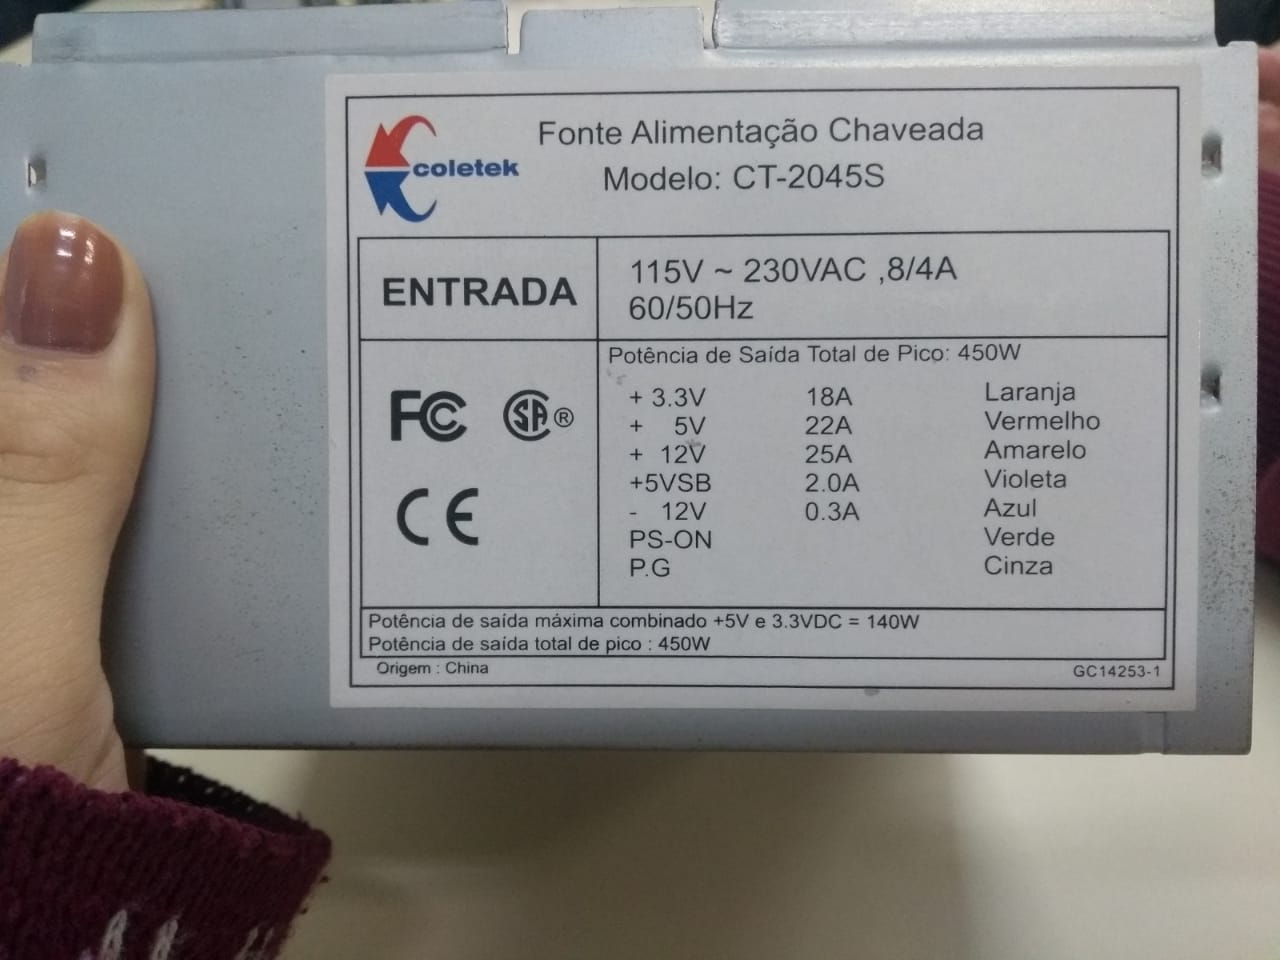 coletek
Fonte Alimentação Chaveada
Modelo: CT-2045S
ENTRADA
115V ~ 230VAC ,8/4A
60/50Hz
FC SA®
CE
Potência de Saída Total de Pico: 450W
+ 3.3V 18A Laranja
+ 5V 22A Vermelho
+ 12V 25A Amarelo
+5VSB 2.0A Violeta
- 12V 0.3A Azul
PS-ON Verde
P.G Cinza
Potência de saída máxima combinado +5V e 3.3VDC = 140W
Potência de saída total de pico : 450W
Origem : China
GC14253-1